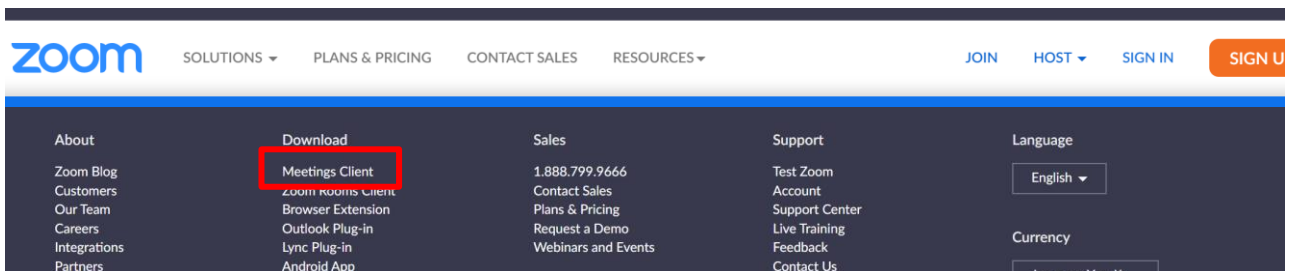 zoom SOLUTIONS PLANS & PRICING CONTACT SALES RESOURCES JOIN HOST SIGN IN SIGN U
About
Zoom Blog
Customers
Our Team
Careers
Integrations
Partners
Download
Meetings Client
Zoom Rooms Client
Browser Extension
Outlook Plug-in
Lync Plug-in
Android App
Sales
1.888.799.9666
Contact Sales
Plans & Pricing
Request a Demo
Webinars and Events
Support
Test Zoom
Account
Support Center
Live Training
Feedback
Contact Us
Language
English
Currency